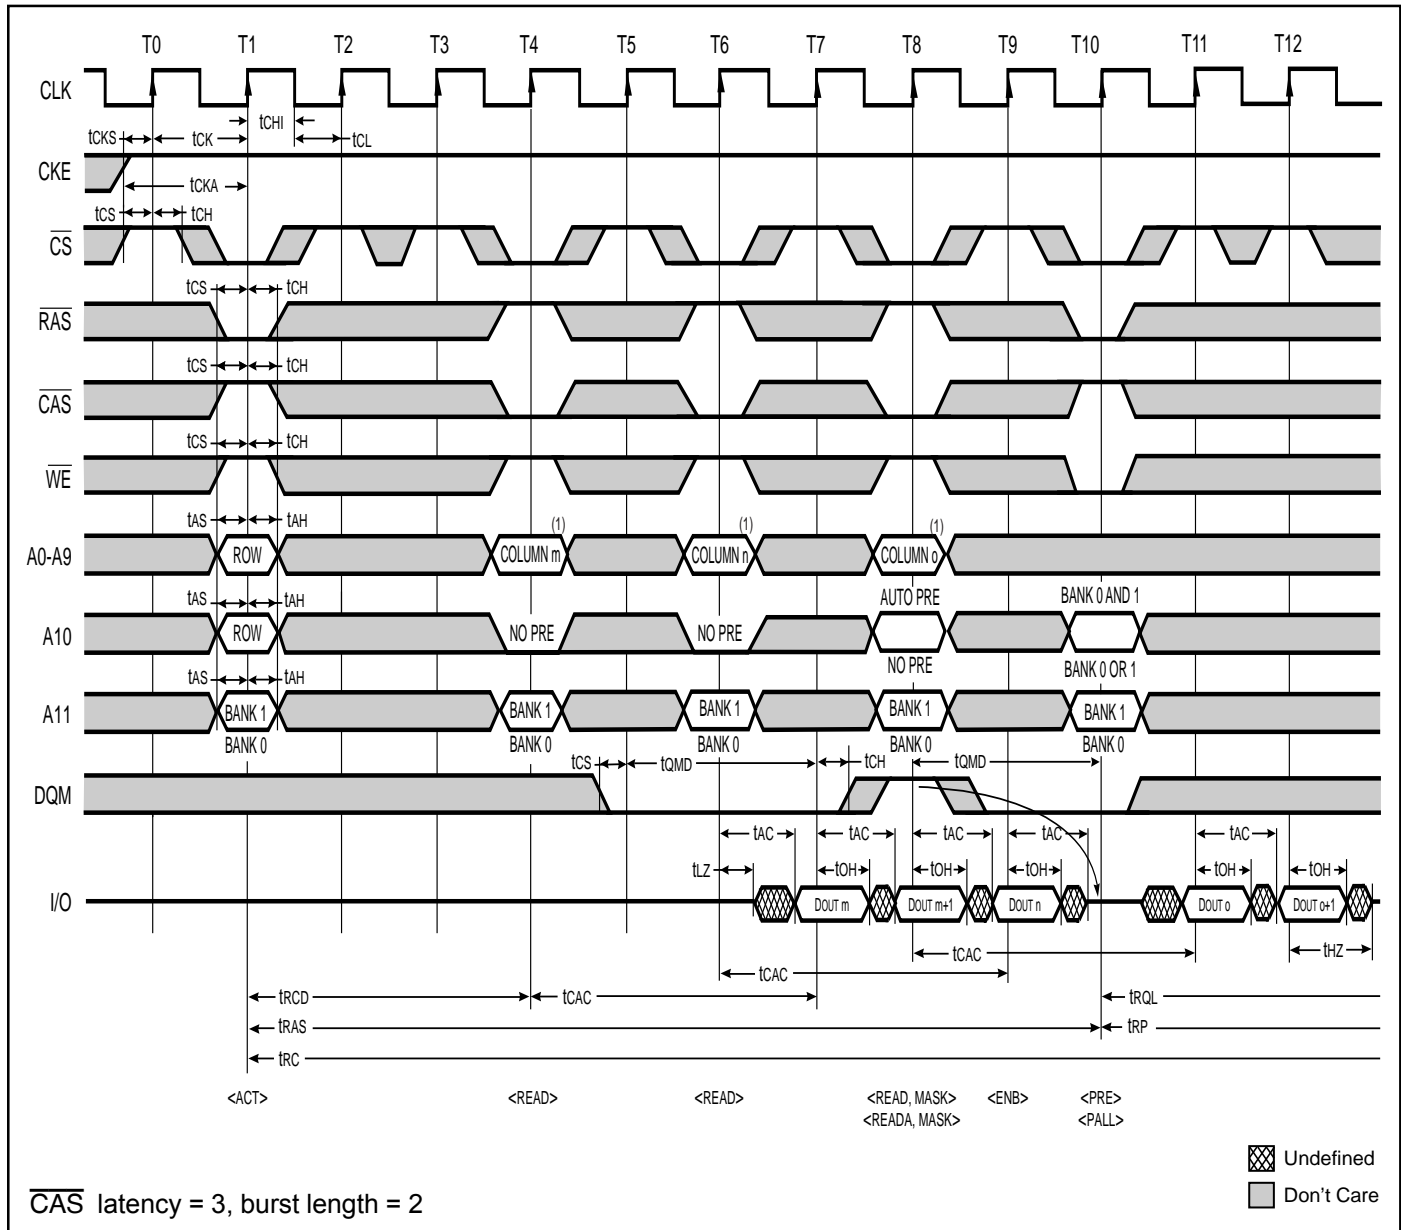 T0 T1 T2 T3 T4 T5 T6 T7 T8 T9 T10 T11 T12
CLK
tCHI
tCKS tCK tCL
CKE
tCKA
tCS tCH
CS
tCS tCH
RAS
tCS tCH
CAS
tCS tCH
WE
tAS tAH (1) (1) (1)
A0-A9 ROW COLUMN m COLUMN n COLUMN o
tAS tAH AUTO PRE BANK 0 AND 1
A10 ROW NO PRE NO PRE
NO PRE BANK 0 OR 1
tAS tAH
A11 BANK 1 BANK 1 BANK 1 BANK 1 BANK 1
BANK 0 BANK 0 BANK 0 BANK 0 BANK 0
tCS tQMD tCH tQMD
DQM
tAC tAC tAC tAC tAC
tLZ tOH tOH tOH tOH tOH
I/O DOUT m DOUT m+1 DOUT n DOUT o DOUT o+1
tCAC tHZ
tCAC
tRCD tCAC tRQL
tRAS tRP
tRC
<ACT> <READ> <READ> <READ, MASK> <ENB> <PRE>
<READA, MASK> <PALL>
Undefined
Don't Care
CAS latency = 3, burst length = 2